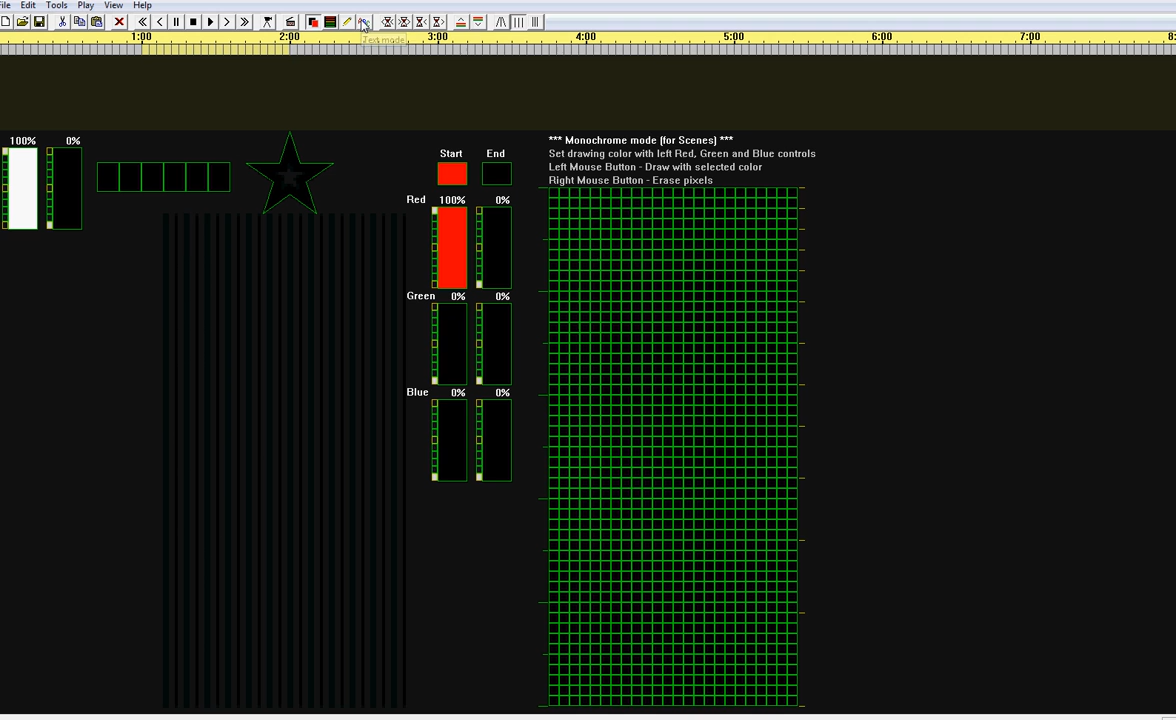 File Edit Tools Play View Help
Text mode
1:00 2:00 3:00 4:00 5:00 6:00 7:00
100% 0%
*** Monochrome mode (for Scenes) ***
Set drawing color with left Red, Green and Blue controls
Left Mouse Button - Draw with selected color
Right Mouse Button - Erase pixels
Start End
Red 100% 0%
Green 0% 0%
Blue 0% 0%